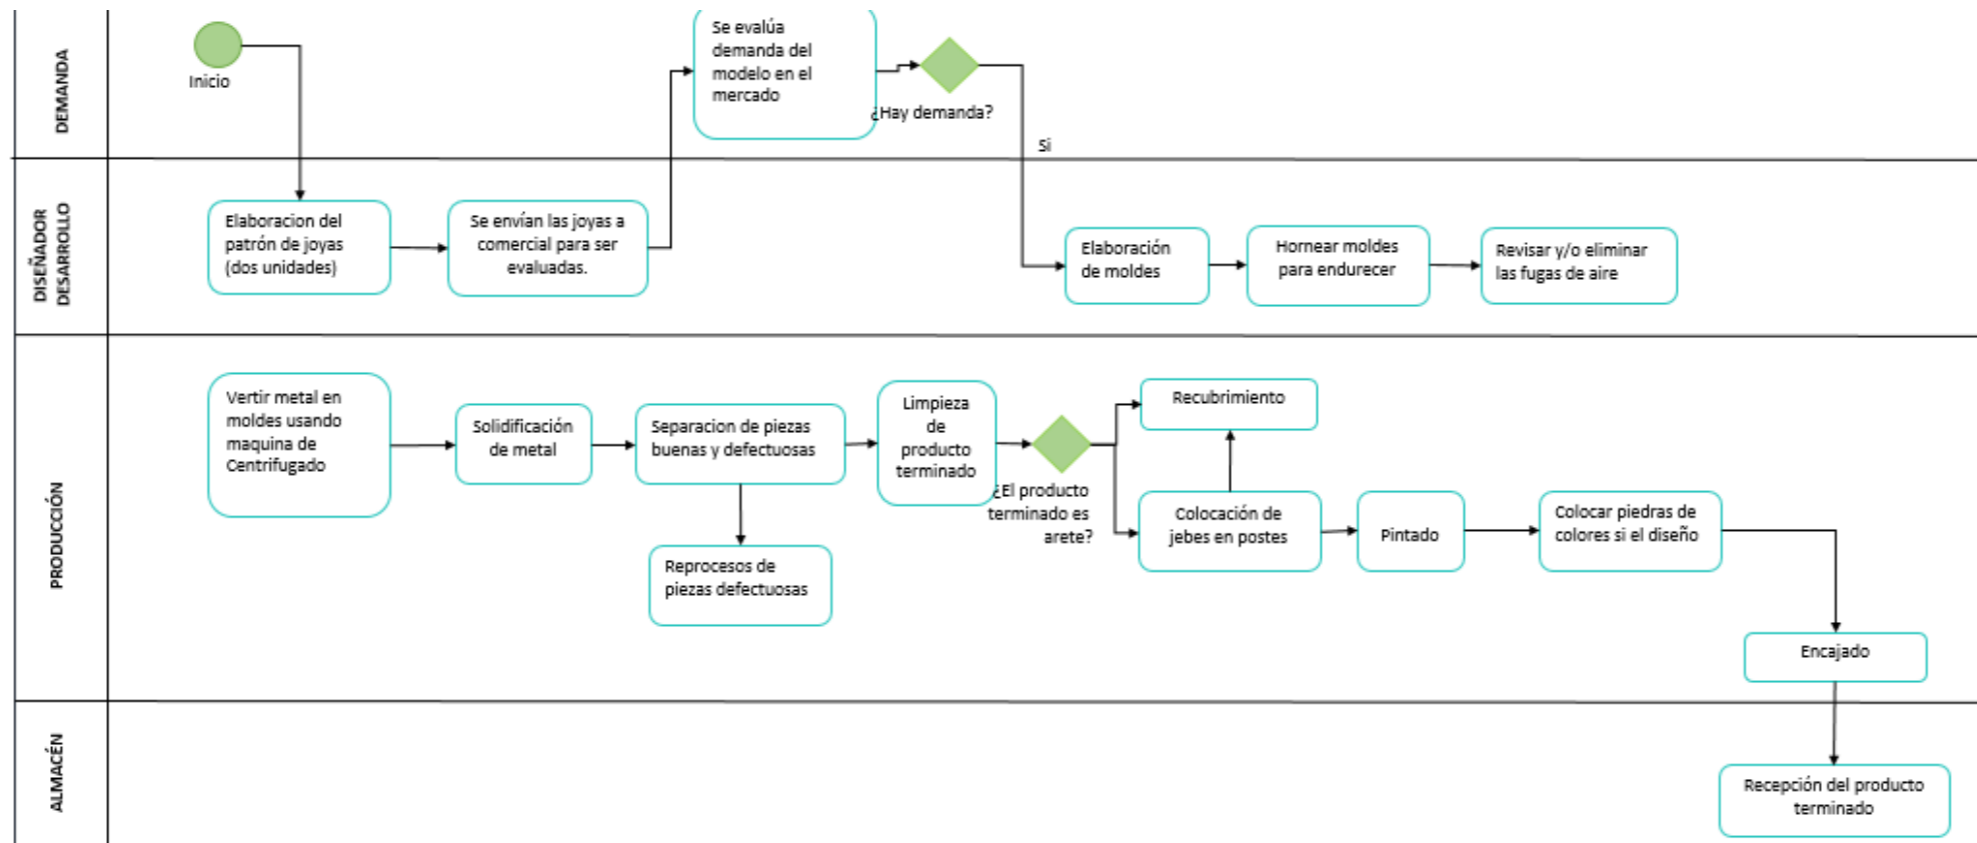 DEMANDA
Inicio
Se evalúa
demanda del
modelo en el
mercado
¿Hay demanda?
Si
DISEÑADOR
DESARROLLO
Elaboracion del
patrón de joyas
(dos unidades)
Se envían las joyas a
comercial para ser
evaluadas.
Elaboración
de moldes
Hornear moldes
para endurecer
Revisar y/o eliminar
las fugas de aire
PRODUCCIÓN
Vertir metal en
moldes usando
maquina de
Centrifugado
Solidificación
de metal
Separacion de piezas
buenas y defectuosas
Reprocesos de
piezas defectuosas
Limpieza
de
producto
terminado
¿El producto
terminado es
arete?
Recubrimiento
Colocación de
jebes en postes
Pintado
Colocar piedras de
colores si el diseño
Encajado
ALMACÉN
Recepción del producto
terminado